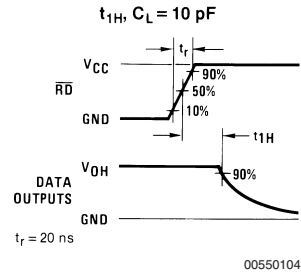 t1H, CL = 10 pF
tr
VCC
90%
RD
50%
10%
GND
t1H
VOH
DATA
OUTPUTS
90%
GND
tr = 20 ns
00550104